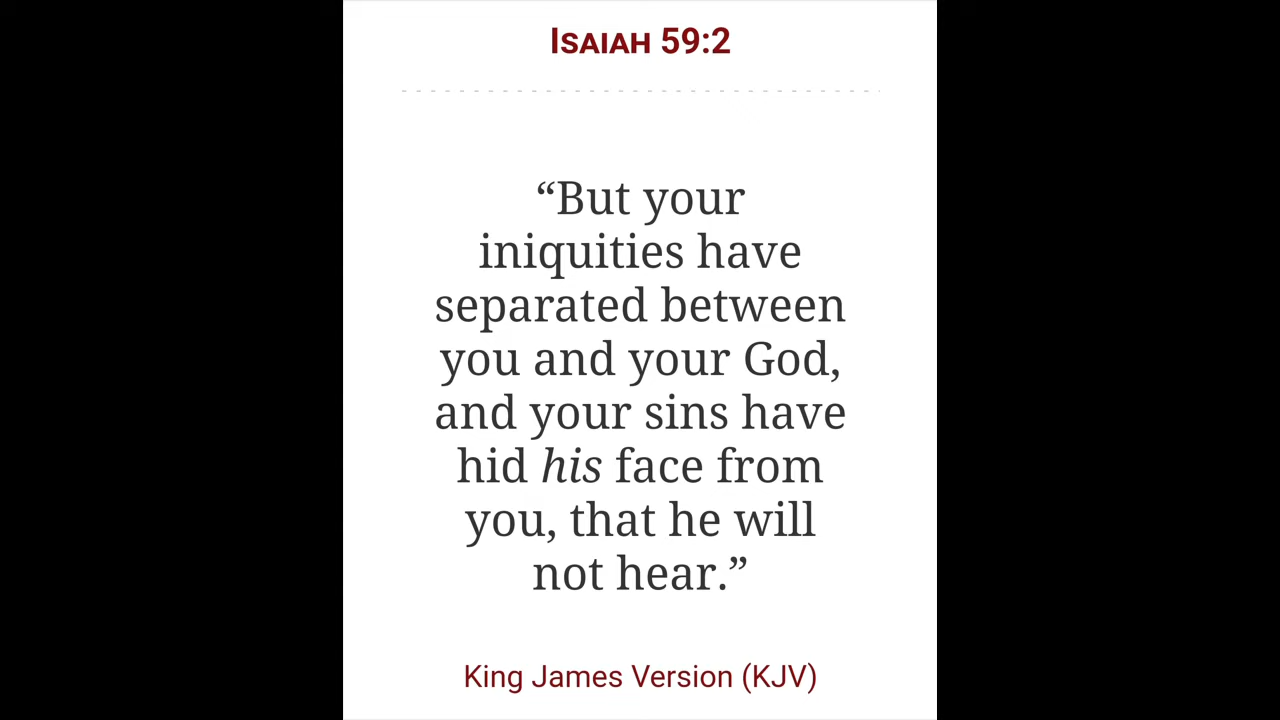 Isaiah 59:2
“But your
iniquities have
separated between
you and your God,
and your sins have
hid his face from
you, that he will
not hear.”
King James Version (KJV)